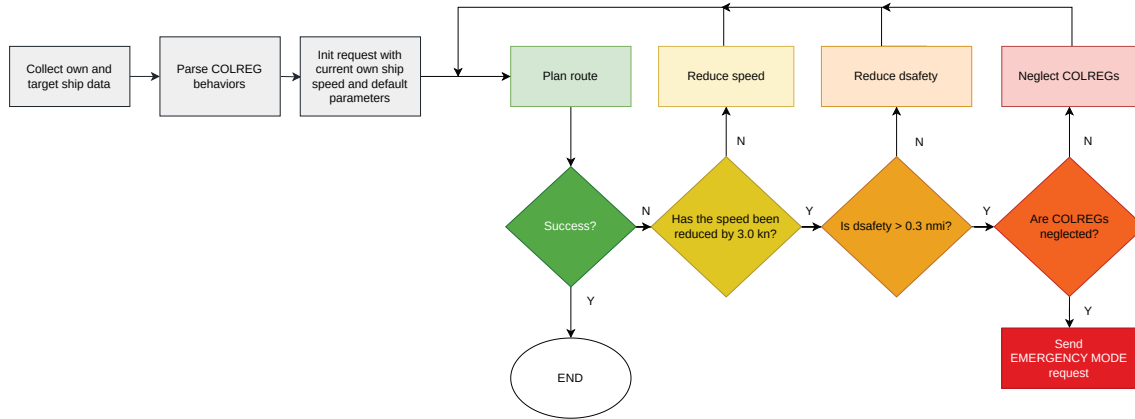 Collect own and
target ship data
Parse COLREG
behaviors
Init request with
current own ship
speed and default
parameters
Plan route
Reduce speed
Reduce dsafety
Neglect COLREGs
N
N
N
Success?
N
Has the speed been
reduced by 3.0 kn?
Y
Is dsafety > 0.3 nmi?
Y
Are COLREGs
neglected?
Y
Y
END
Send
EMERGENCY MODE
request